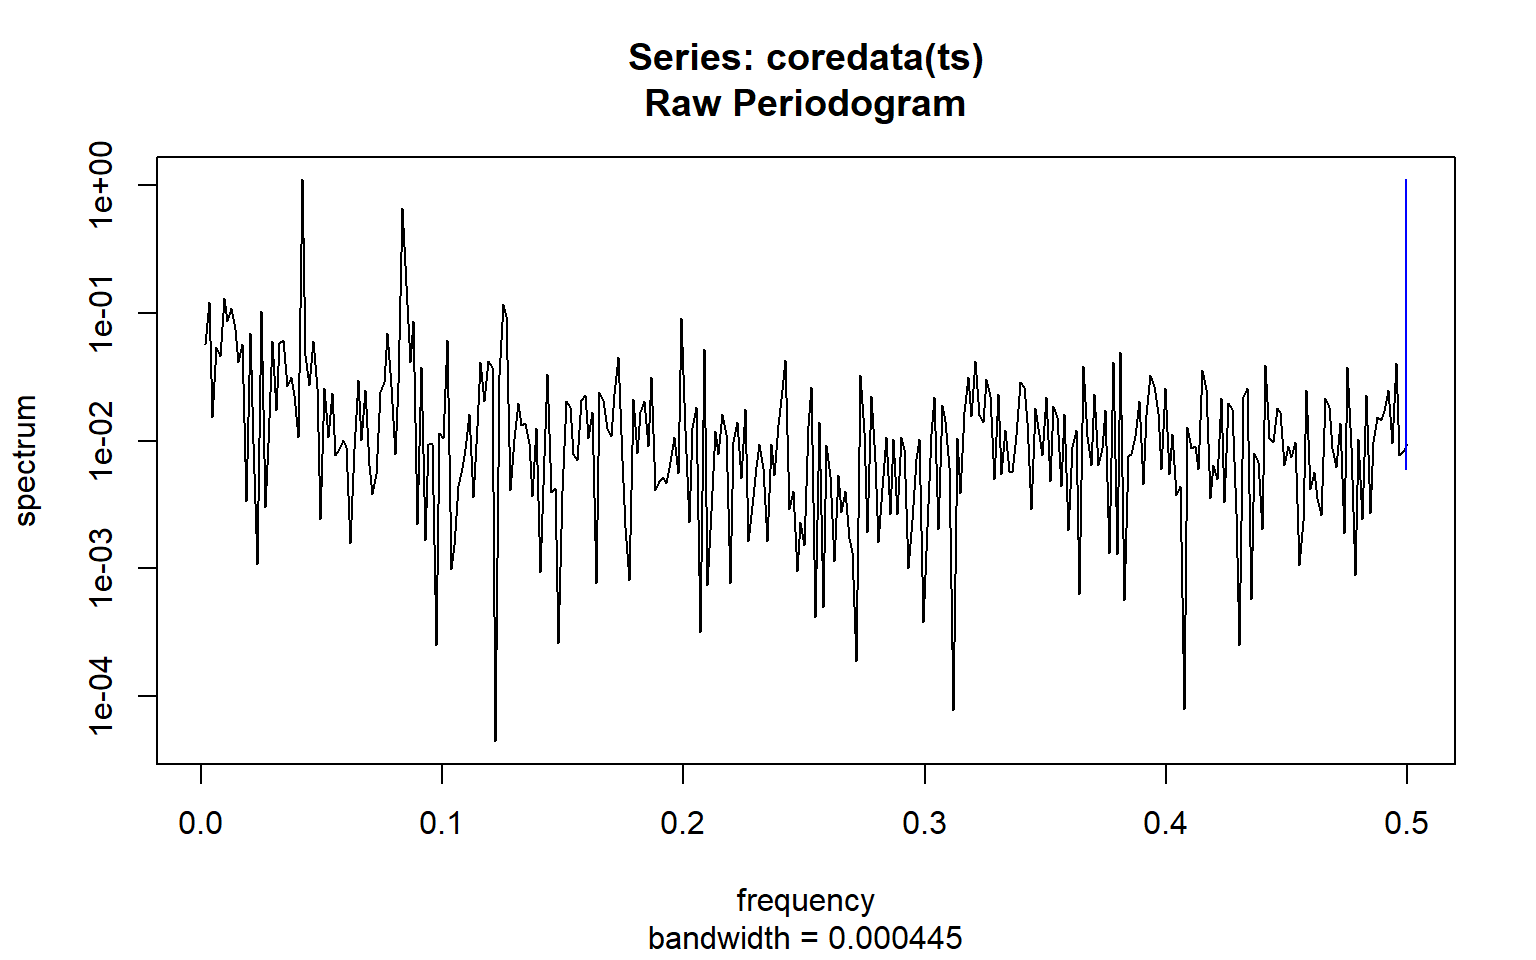 Series: coredata(ts)
Raw Periodogram
spectrum
1e+00
1e-01
1e-02
1e-03
1e-04
0.0 0.1 0.2 0.3 0.4 0.5
frequency
bandwidth = 0.000445